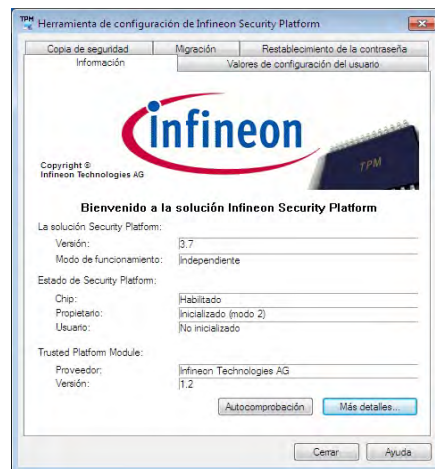 TPM Herramienta de configuración de Infineon Security Platform
Copia de seguridad Migración Restablecimiento de la contraseña
Información Valores de configuración del usuario
infineon
TPM
Copyright ©
Infineon Technologies AG
Bienvenido a la solución Infineon Security Platform
La solución Security Platform:
Versión: 3.7
Modo de funcionamiento: Independiente
Estado de Security Platform:
Chip: Habilitado
Propietario: Inicializado (modo 2)
Usuario: No inicializado
Trusted Platform Module:
Proveedor: Infineon Technologies AG
Versión: 1.2
Autocomprobación Más detalles...
Cerrar Ayuda